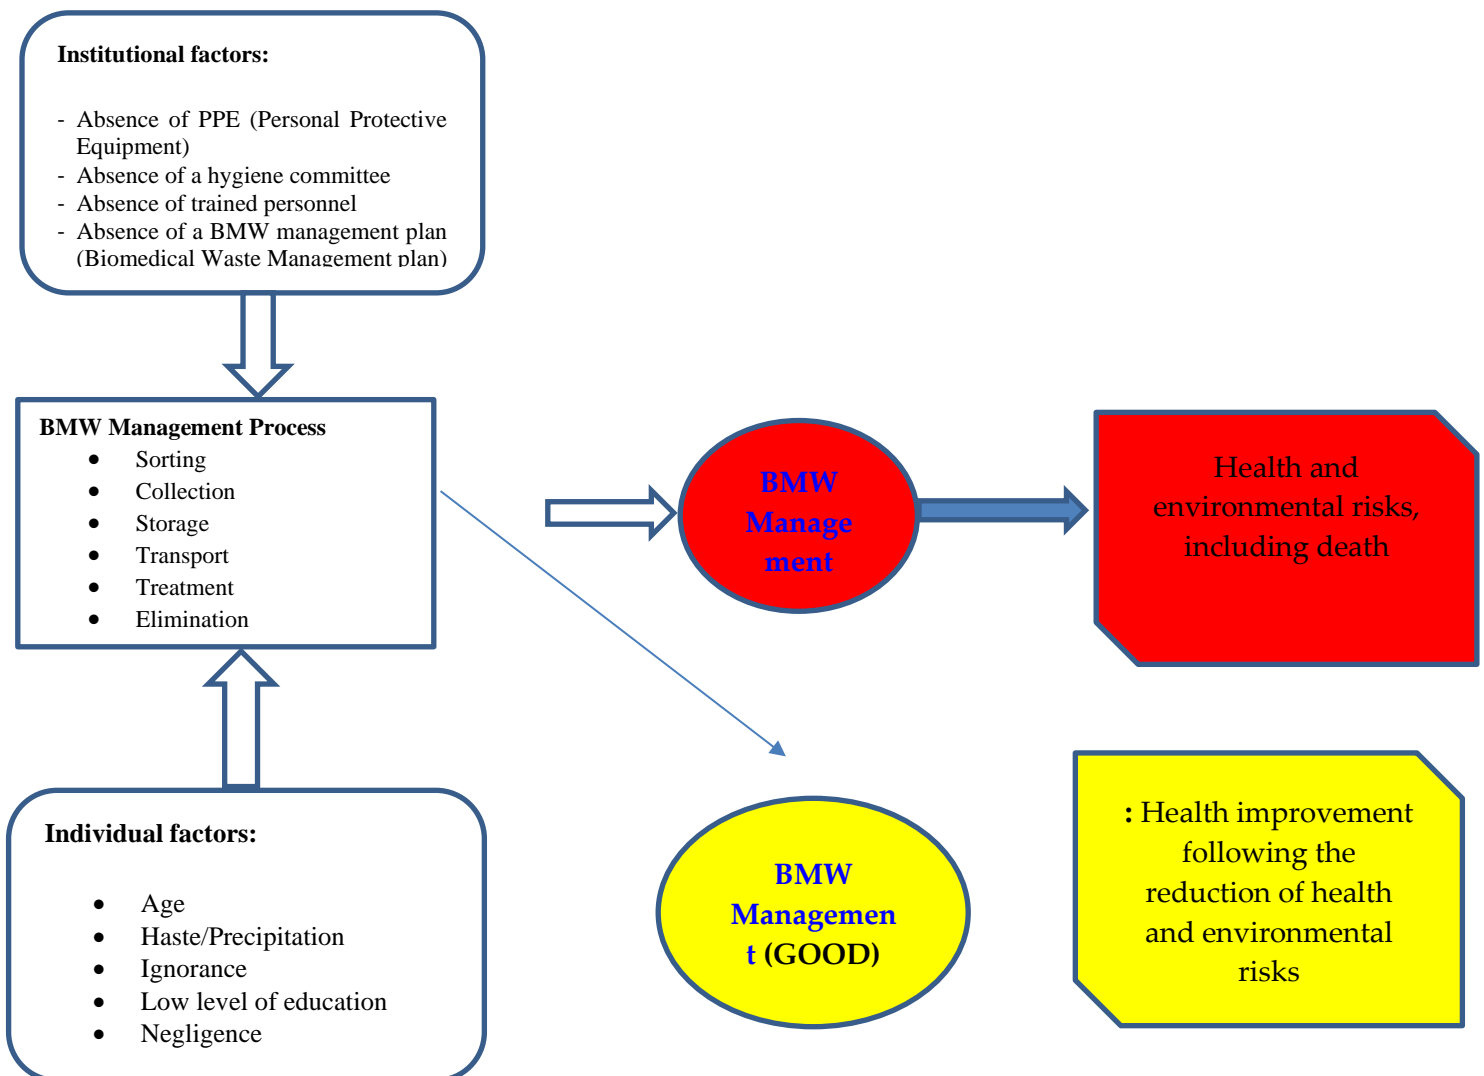 Institutional factors:
- Absence of PPE (Personal Protective
Equipment)
- Absence of a hygiene committee
- Absence of trained personnel
- Absence of a BMW management plan
(Biomedical Waste Management plan)
BMW Management Process
• Sorting
• Collection
• Storage
• Transport
• Treatment
• Elimination
BMW
Manage
ment
Health and
environmental risks,
including death
Individual factors:
• Age
• Haste/Precipitation
• Ignorance
• Low level of education
• Negligence
BMW
Managemen
t (GOOD)
: Health improvement
following the
reduction of health
and environmental
risks